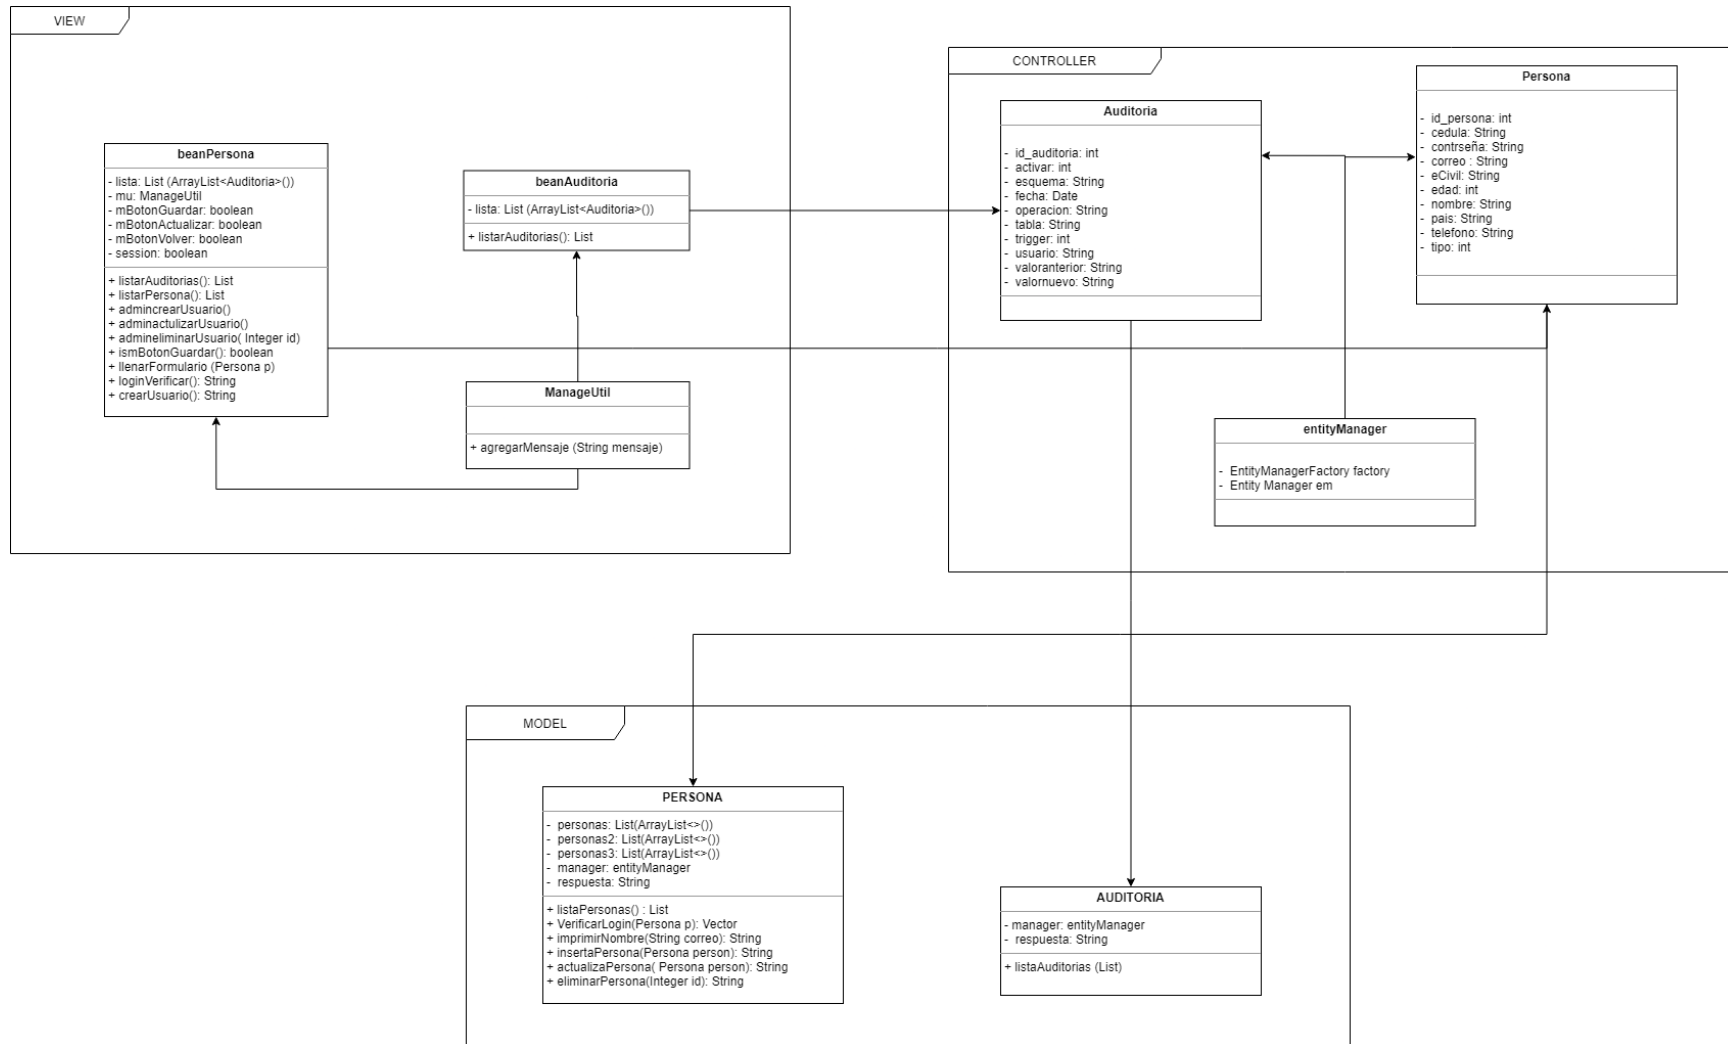 VIEW
beanPersona
- lista: List (ArrayList<Auditoria>())
- mu: ManageUtil
- mBotonGuardar: boolean
- mBotonActualizar: boolean
- mBotonVolver: boolean
- session: boolean
+ listarAuditorias(): List
+ listarPersona(): List
+ admincrearUsuario()
+ adminactulizarUsuario()
+ admineliminarUsuario( Integer id)
+ ismBotonGuardar(): boolean
+ llenarFormulario (Persona p)
+ loginVerificar(): String
+ crearUsuario(): String
beanAuditoria
- lista: List (ArrayList<Auditoria>())
+ listarAuditorias(): List
ManageUtil
+ agregarMensaje (String mensaje)
CONTROLLER
Auditoria
- id_auditoria: int
- activar: int
- esquema: String
- fecha: Date
- operacion: String
- tabla: String
- trigger: int
- usuario: String
- valoranterior: String
- valornuevo: String
Persona
- id_persona: int
- cedula: String
- contrseña: String
- correo : String
- eCivil: String
- edad: int
- nombre: String
- pais: String
- telefono: String
- tipo: int
entityManager
- EntityManagerFactory factory
- Entity Manager em
MODEL
PERSONA
- personas: List(ArrayList<>())
- personas2: List(ArrayList<>())
- personas3: List(ArrayList<>())
- manager: entityManager
- respuesta: String
+ listaPersonas() : List
+ VerificarLogin(Persona p): Vector
+ imprimirNombre(String correo): String
+ insertaPersona(Persona person): String
+ actualizaPersona( Persona person): String
+ eliminarPersona(Integer id): String
AUDITORIA
- manager: entityManager
- respuesta: String
+ listaAuditorias (List)